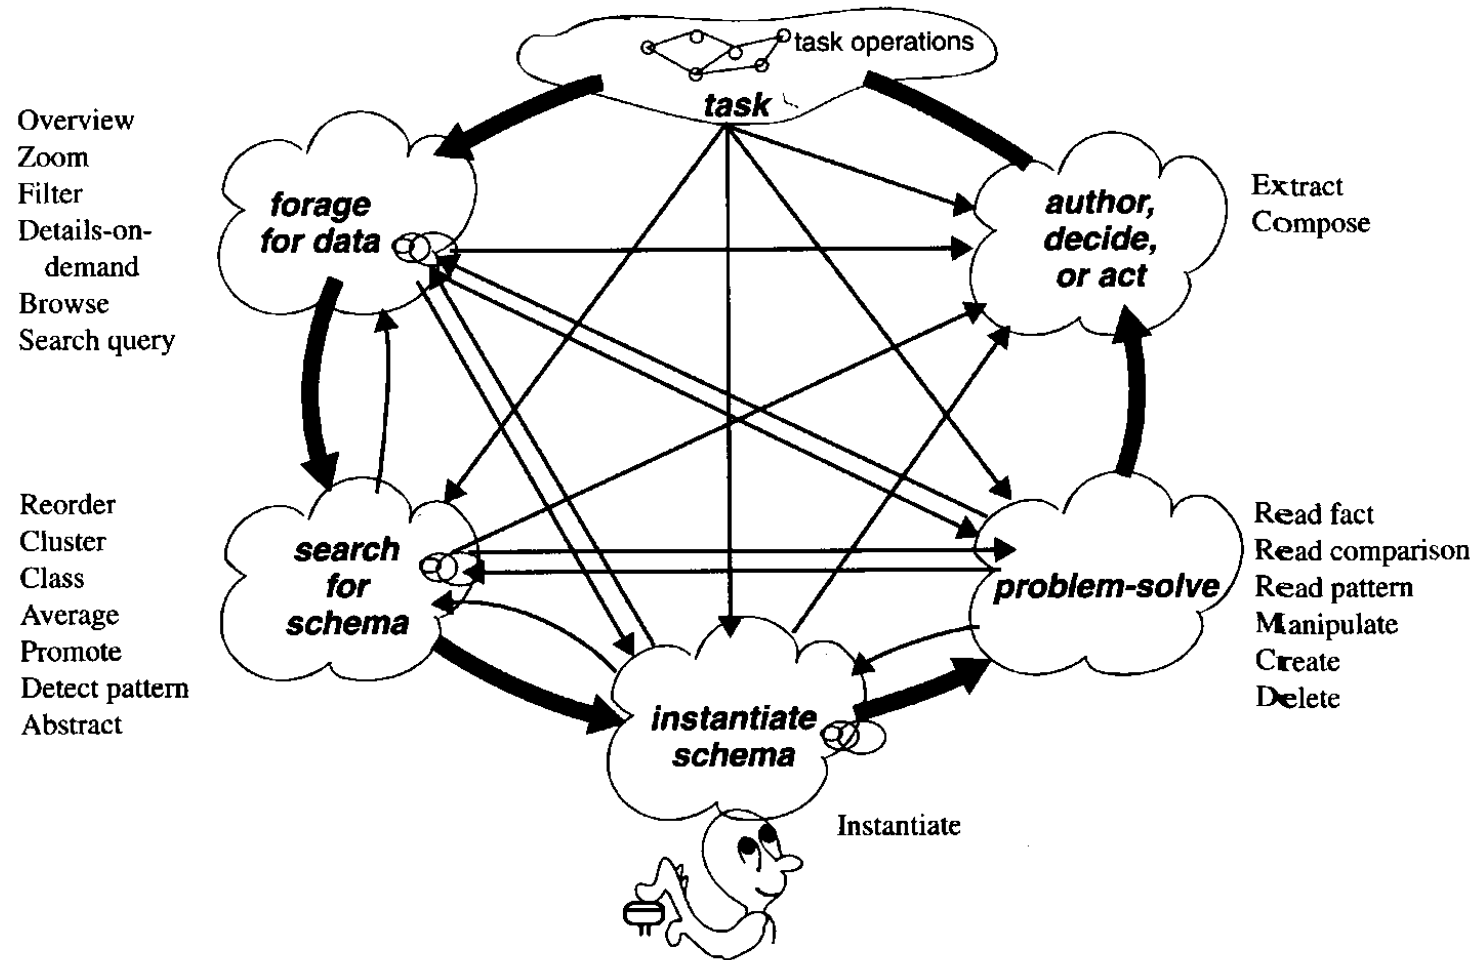 task operations
task
Overview
Zoom
Filter
Details-on-
demand
Browse
Search query
forage
for data
author,
decide,
or act
Extract
Compose
Reorder
Cluster
Class
Average
Promote
Detect pattern
Abstract
search
for
schema
problem-solve
Read fact
Read comparison
Read pattern
Manipulate
Create
Delete
instantiate
schema
Instantiate